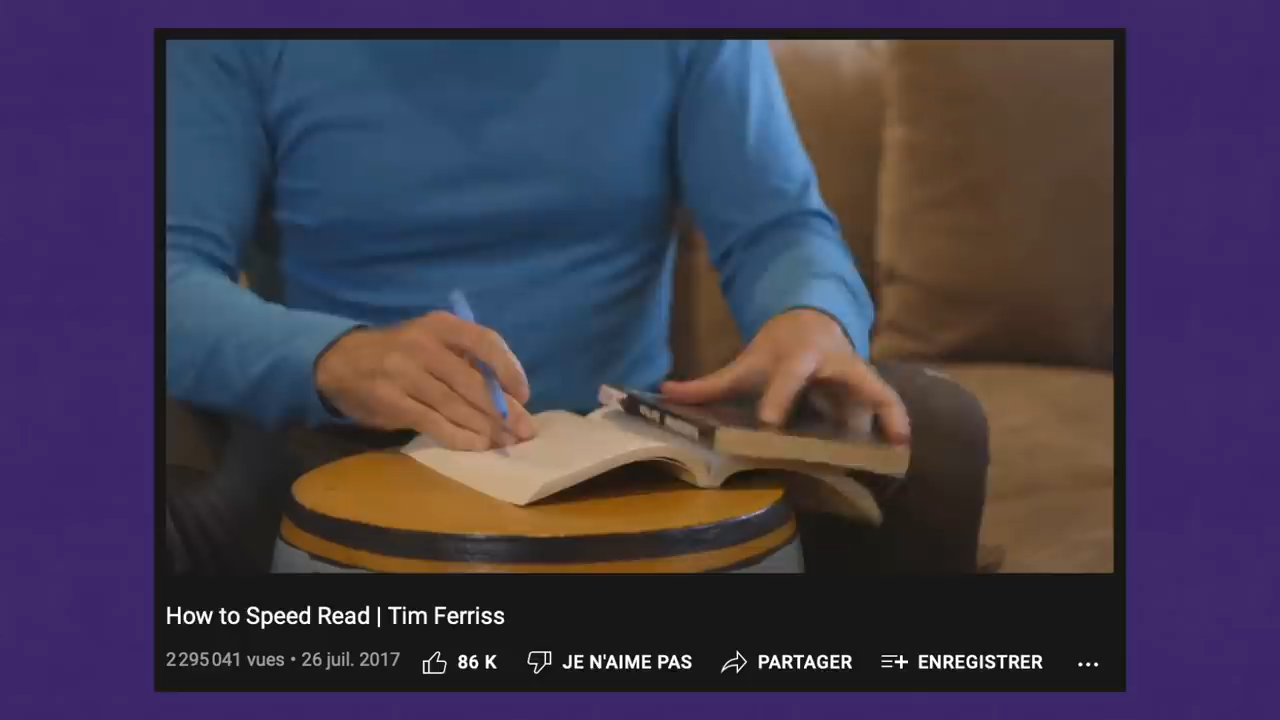 How to Speed Read | Tim Ferriss
2 295 041 vues • 26 juil. 2017 86 K JE N'AIME PAS PARTAGER ENREGISTRER ...